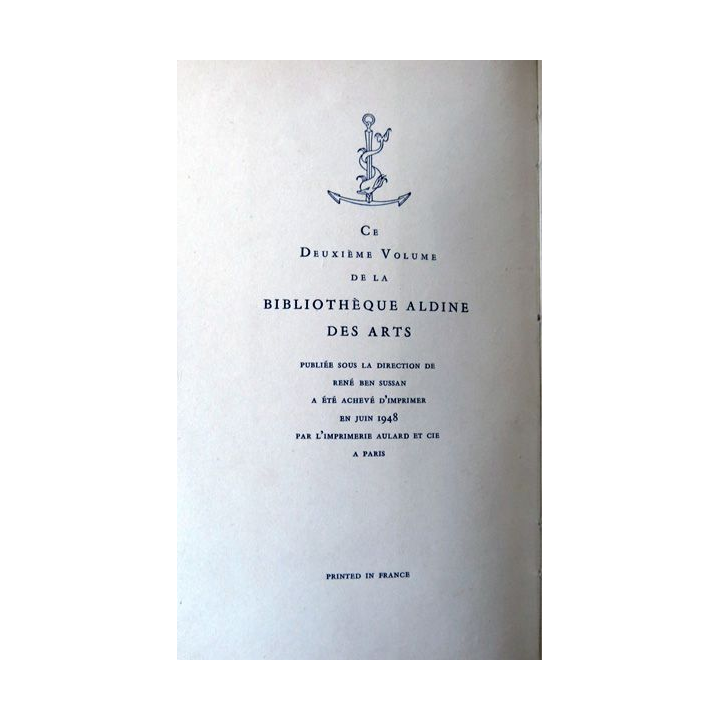 Ce
Deuxième Volume
de la
BIBLIOTHÈQUE ALDINE
DES ARTS
PUBLIÉE SOUS LA DIRECTION DE
RENÉ BEN SUSSAN
A ÉTÉ ACHEVÉ D'IMPRIMER
EN JUIN 1948
PAR L'IMPRIMERIE AULARD ET CIE
A PARIS
PRINTED IN FRANCE